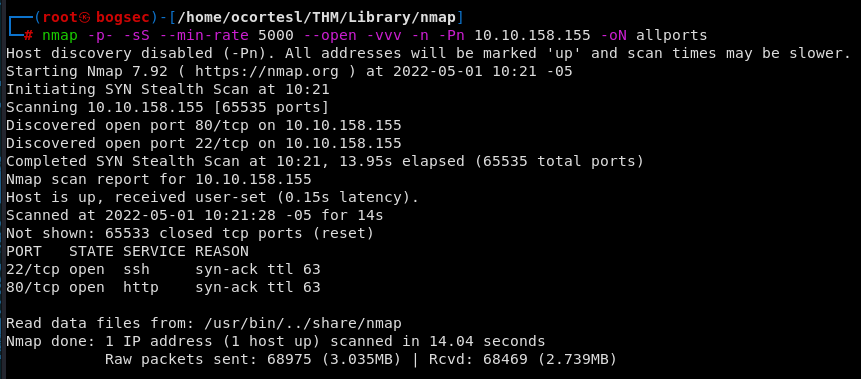 ┌──(root㉿bogsec)-[/home/ocortesl/THM/Library/nmap]
└─# nmap -p- -sS --min-rate 5000 --open -vvv -n -Pn 10.10.158.155 -oN allports
Host discovery disabled (-Pn). All addresses will be marked 'up' and scan times may be slower.
Starting Nmap 7.92 ( https://nmap.org ) at 2022-05-01 10:21 -05
Initiating SYN Stealth Scan at 10:21
Scanning 10.10.158.155 [65535 ports]
Discovered open port 80/tcp on 10.10.158.155
Discovered open port 22/tcp on 10.10.158.155
Completed SYN Stealth Scan at 10:21, 13.95s elapsed (65535 total ports)
Nmap scan report for 10.10.158.155
Host is up, received user-set (0.15s latency).
Scanned at 2022-05-01 10:21:28 -05 for 14s
Not shown: 65533 closed tcp ports (reset)
PORT   STATE SERVICE REASON
22/tcp open  ssh     syn-ack ttl 63
80/tcp open  http    syn-ack ttl 63
Read data files from: /usr/bin/../share/nmap
Nmap done: 1 IP address (1 host up) scanned in 14.04 seconds
Raw packets sent: 68975 (3.035MB) | Rcvd: 68469 (2.739MB)